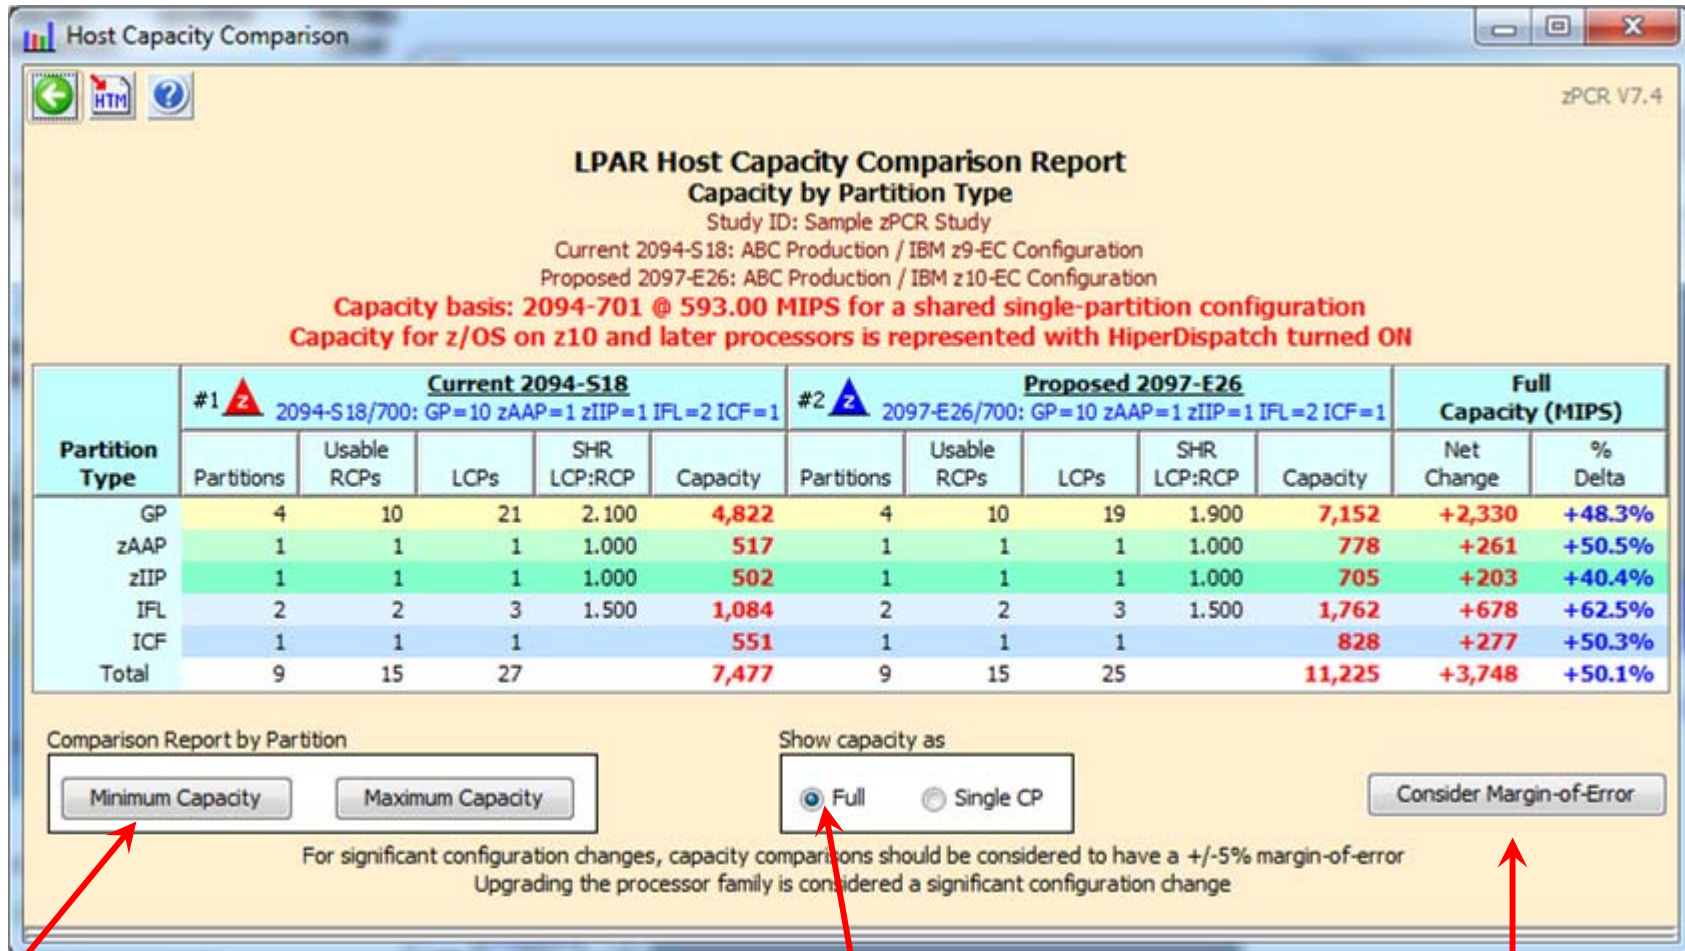 Host Capacity Comparison
HTM ?
zPCR V7.4
LPAR Host Capacity Comparison Report
Capacity by Partition Type
Study ID: Sample zPCR Study
Current 2094-S18: ABC Production / IBM z9-EC Configuration
Proposed 2097-E26: ABC Production / IBM z10-EC Configuration
Capacity basis: 2094-701 @ 593.00 MIPS for a shared single-partition configuration
Capacity for z/OS on z10 and later processors is represented with HiperDispatch turned ON
#1 z Current 2094-S18 #2 z Proposed 2097-E26 Full
2094-S18/700: GP=10 zAAP=1 zIIP=1 IFL=2 ICF=1 2097-E26/700: GP=10 zAAP=1 zIIP=1 IFL=2 ICF=1 Capacity (MIPS)
Partition Usable SHR Usable SHR Net %
Type Partitions RCPs LCPs LCP:RCP Capacity Partitions RCPs LCPs LCP:RCP Capacity Change Delta
GP 4 10 21 2.100 4,822 4 10 19 1.900 7,152 +2,330 +48.3%
zAAP 1 1 1 1.000 517 1 1 1 1.000 778 +261 +50.5%
zIIP 1 1 1 1.000 502 1 1 1 1.000 705 +203 +40.4%
IFL 2 2 3 1.500 1,084 2 2 3 1.500 1,762 +678 +62.5%
ICF 1 1 1 551 1 1 1 828 +277 +50.3%
Total 9 15 27 7,477 9 15 25 11,225 +3,748 +50.1%
Comparison Report by Partition
Minimum Capacity Maximum Capacity
Show capacity as
Full Single CP
Consider Margin-of-Error
For significant configuration changes, capacity comparisons should be considered to have a +/-5% margin-of-error
Upgrading the processor family is considered a significant configuration change